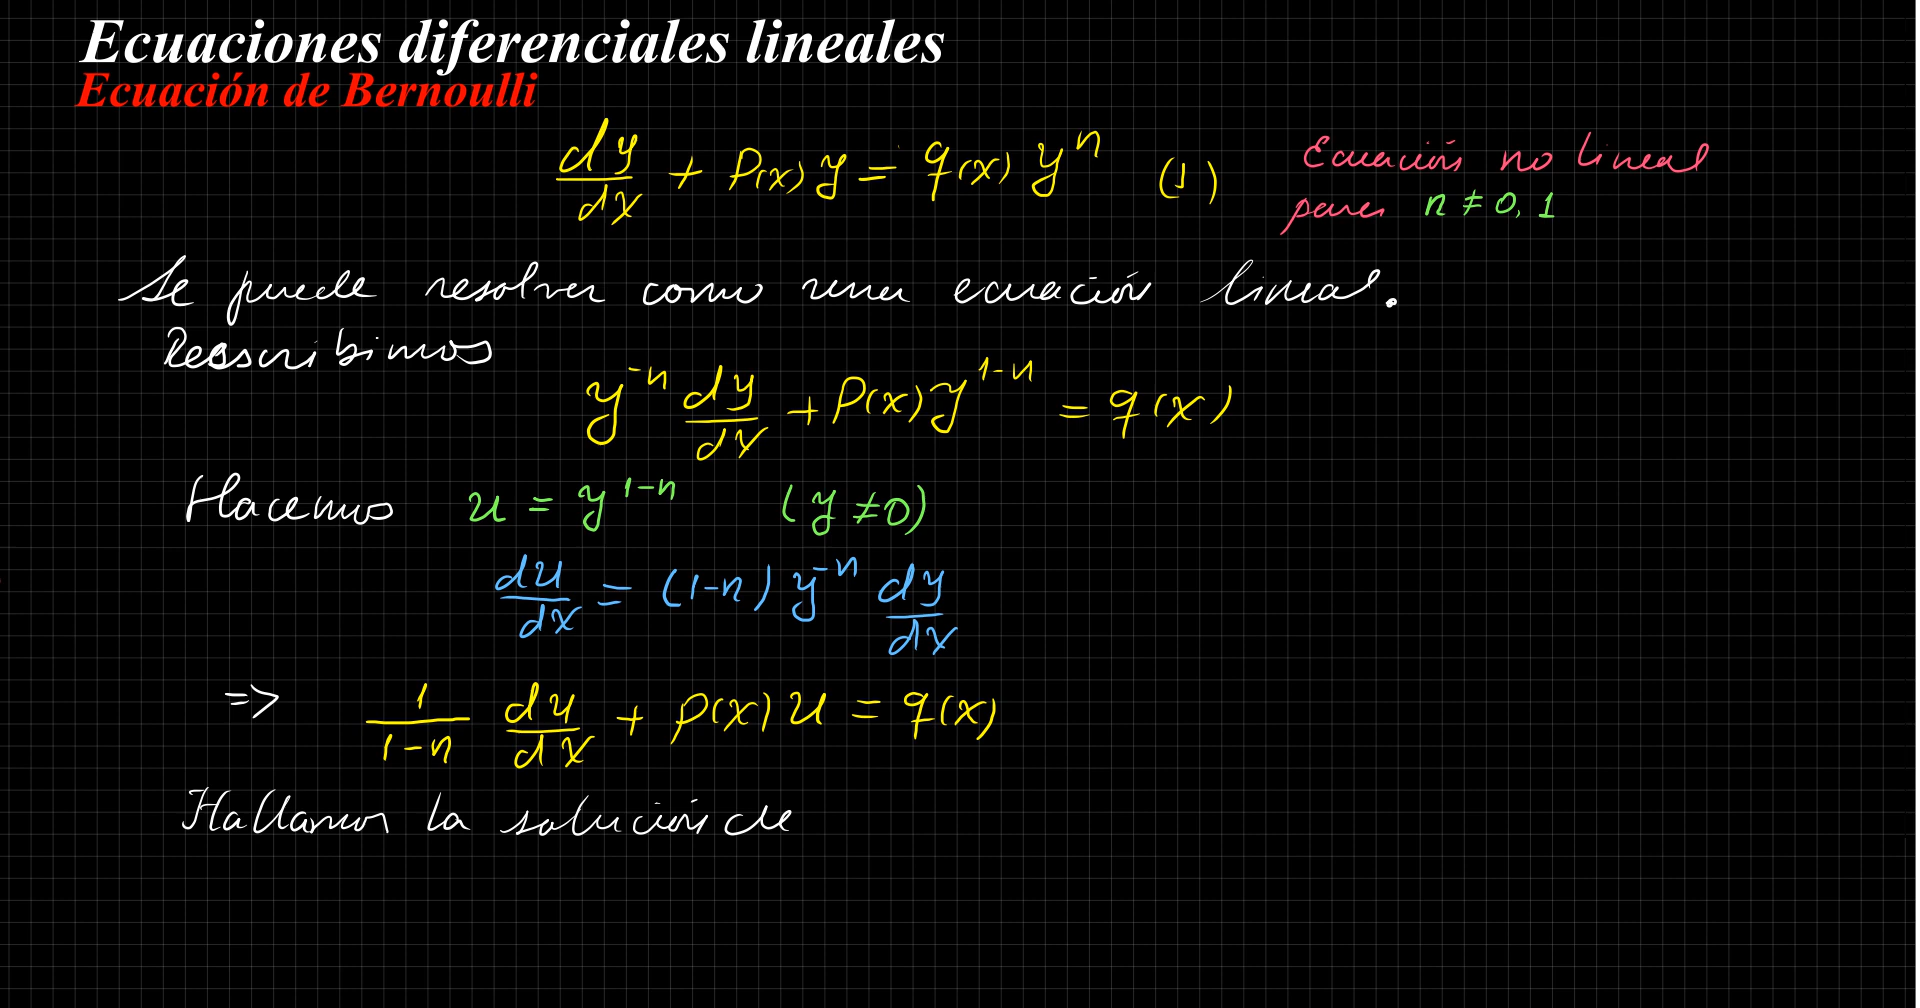 Ecuaciones diferenciales lineales
Ecuación de Bernoulli
dy/dx + P(x) y = q(x) y^n (1)
Ecuación no lineal
para n ≠ 0, 1
Se puede resolver como una ecuación lineal.
Reescribimos
y^-n dy/dx + P(x) y^1-n = q(x)
Hacemos u = y^1-n (y ≠ 0)
du/dx = (1-n) y^-n dy/dx
=> 1/1-n du/dx + p(x) u = q(x)
Hallamos la solución de